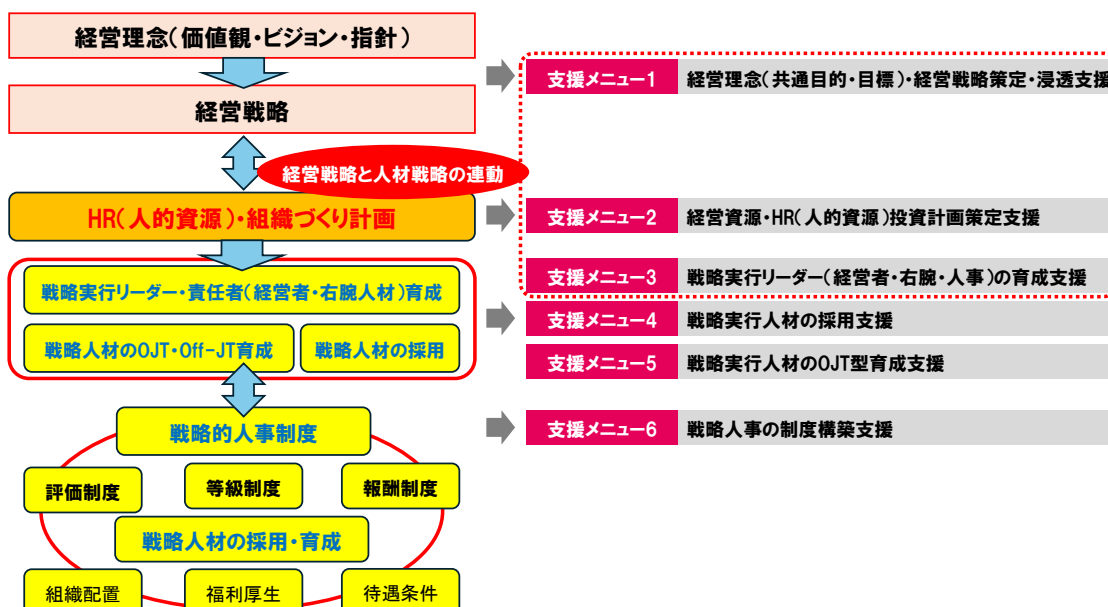 経営理念(価値観・ビジョン・指針)
経営戦略
経営戦略と人材戦略の連動
HR(人的資源)・組織づくり計画
戦略実行リーダー・責任者(経営者・右腕人材)育成
戦略人材のOJT・Off-JT育成
戦略人材の採用
戦略的人事制度
評価制度
等級制度
報酬制度
戦略人材の採用・育成
組織配置
福利厚生
待遇条件
支援メニュー1 経営理念(共通目的・目標)・経営戦略策定・浸透支援
支援メニュー2 経営資源・HR(人的資源)投資計画策定支援
支援メニュー3 戦略実行リーダー(経営者・右腕・人事)の育成支援
支援メニュー4 戦略実行人材の採用支援
支援メニュー5 戦略実行人材のOJT型育成支援
支援メニュー6 戦略人事の制度構築支援